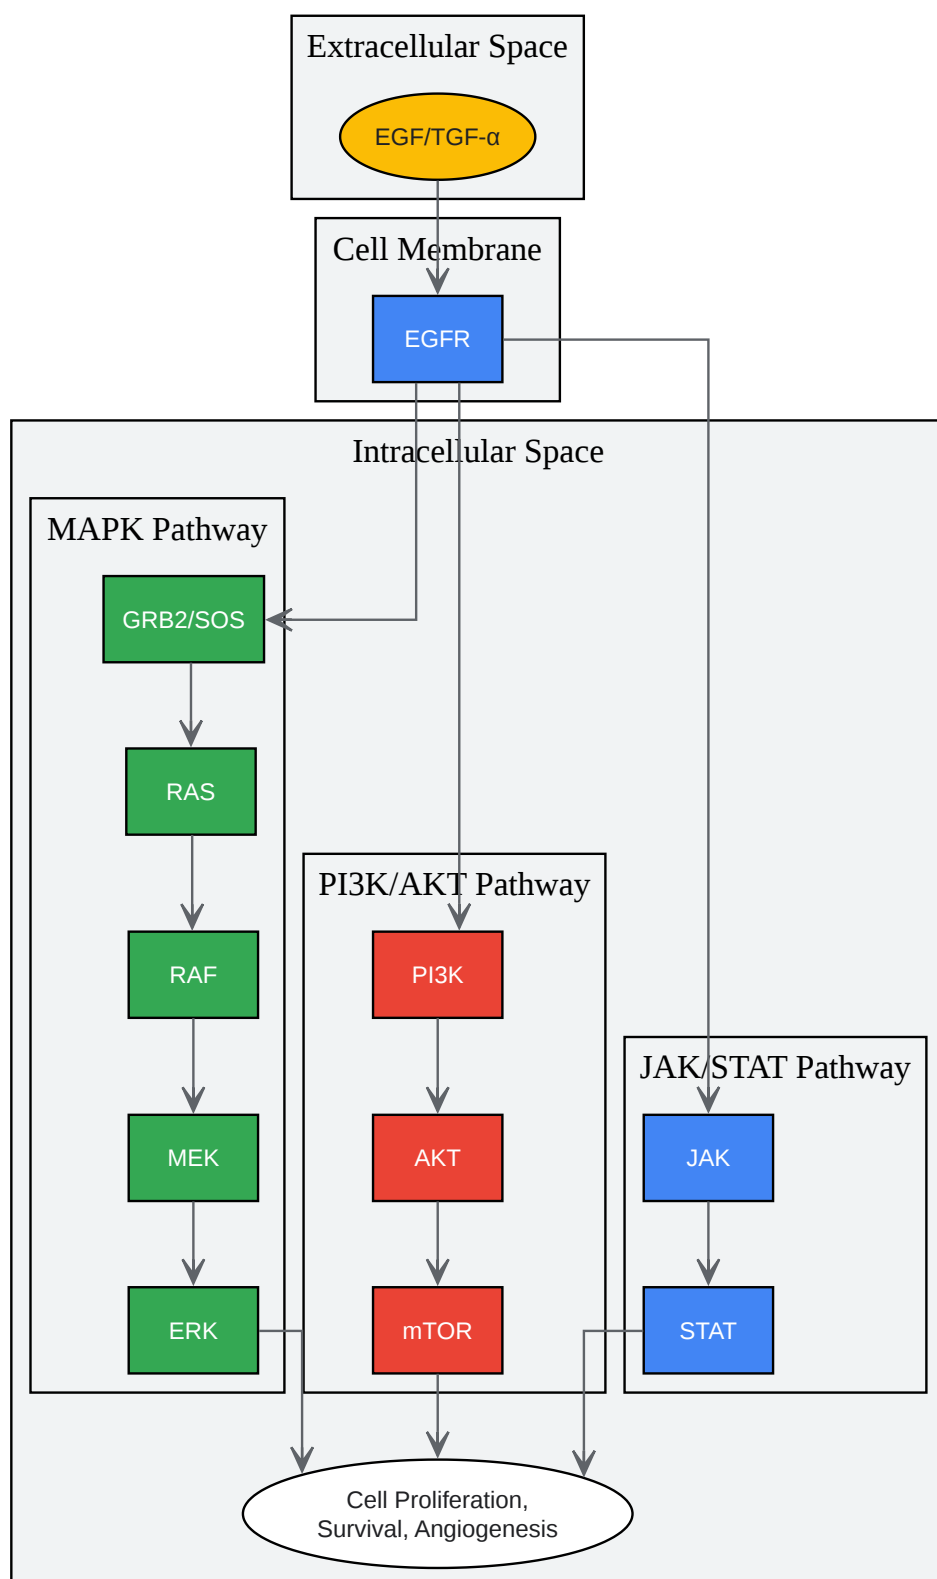 Extracellular Space
EGF/TGF-α
Cell Membrane
EGFR
Intracellular Space
MAPK Pathway
GRB2/SOS
RAS
RAF
MEK
ERK
PI3K/AKT Pathway
PI3K
AKT
mTOR
JAK/STAT Pathway
JAK
STAT
Cell Proliferation,
Survival, Angiogenesis